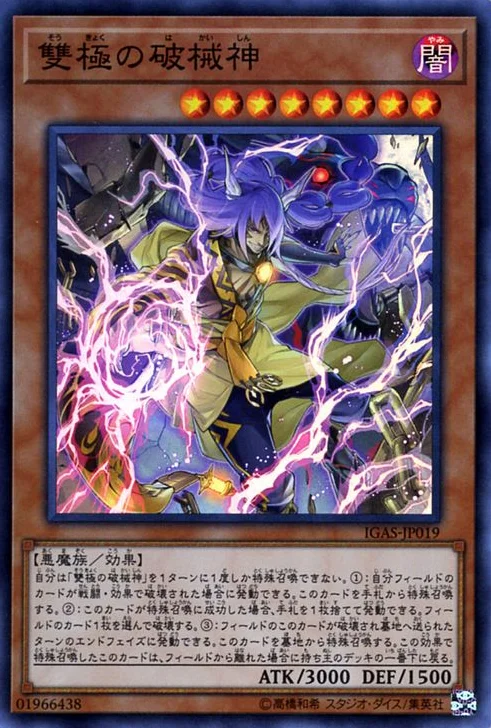 雙極の破械神
闇
IGAS-JP019
【悪魔族／効果】
自分は「雙極の破械神」を1ターンに1度しか特殊召喚できない。①：自分フィールド
のカードが戦闘・効果で破壊された場合に発動できる。このカードを手札から特殊召喚
する。②：このカードが特殊召喚に成功した場合、手札を1枚捨てて発動できる。フィー
ルドのカード1枚を選んで破壊する。③：フィールドのこのカードが破壊され墓地へ送られた
ターンのエンドフェイズに発動できる。このカードを墓地から特殊召喚する。この効果で
特殊召喚したこのカードは、フィールドから離れた場合に持ち主のデッキの一番下に戻る。
ATK/3000 DEF/1500
01966438
©高橋和希 スタジオ・ダイス/集英社